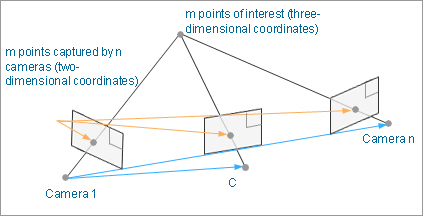 m points of interest (three-
dimensional coordinates)
m points captured by n
cameras (two-
dimensional coordinates)
Camera n
Camera 1
C